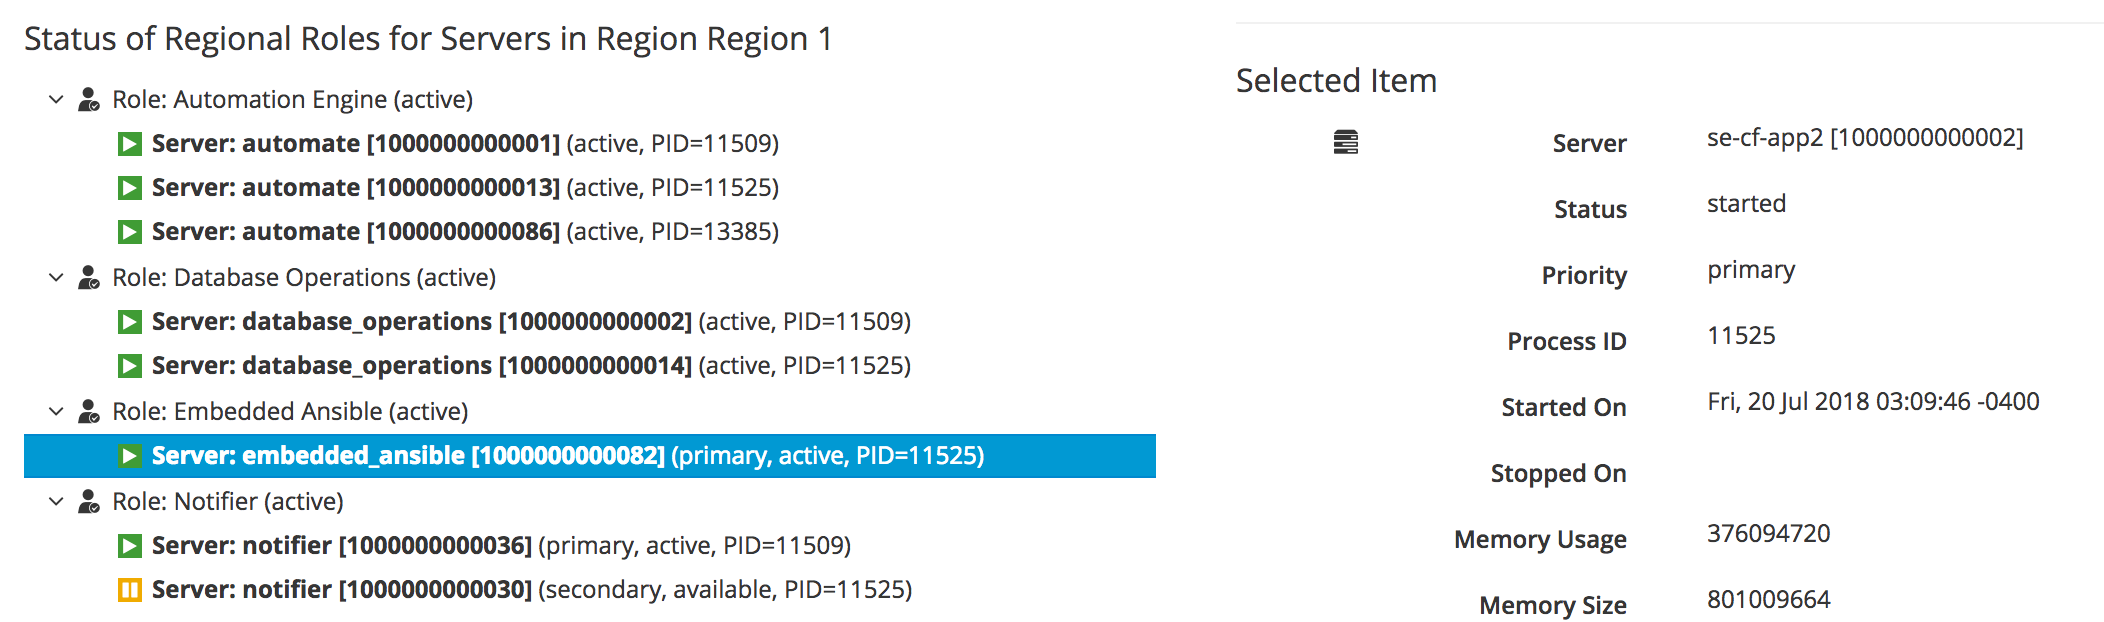 Status of Regional Roles for Servers in Region Region 1
Role: Automation Engine (active)
Server: automate [1000000000001] (active, PID=11509)
Server: automate [1000000000013] (active, PID=11525)
Server: automate [1000000000086] (active, PID=13385)
Role: Database Operations (active)
Server: database_operations [1000000000002] (active, PID=11509)
Server: database_operations [1000000000014] (active, PID=11525)
Role: Embedded Ansible (active)
Server: embedded_ansible [1000000000082] (primary, active, PID=11525)
Role: Notifier (active)
Server: notifier [1000000000036] (primary, active, PID=11509)
Server: notifier [1000000000030] (secondary, available, PID=11525)
Selected Item
Server se-cf-app2 [1000000000002]
Status started
Priority primary
Process ID 11525
Started On Fri, 20 Jul 2018 03:09:46 -0400
Stopped On
Memory Usage 376094720
Memory Size 801009664